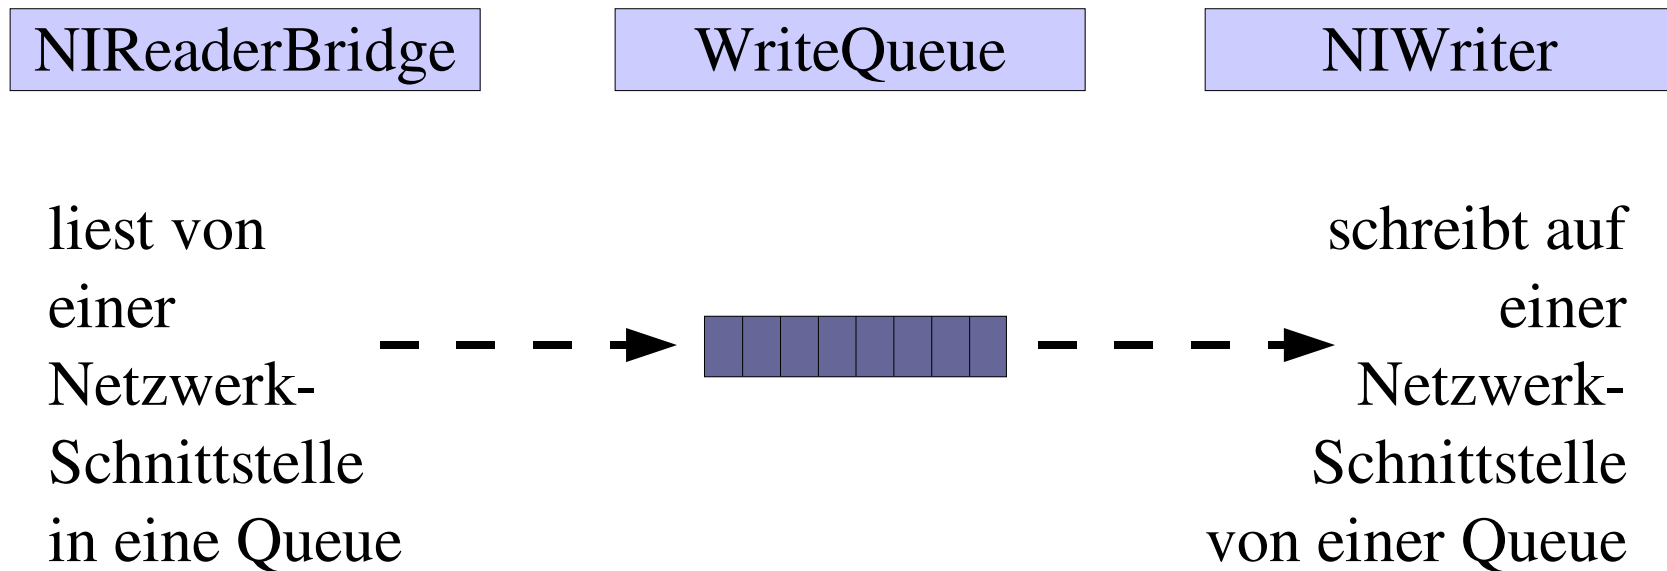 NIReaderBridge
WriteQueue
NIWriter
liest von
einer
Netzwerk-
Schnittstelle
in eine Queue
schreibt auf
einer
Netzwerk-
Schnittstelle
von einer Queue